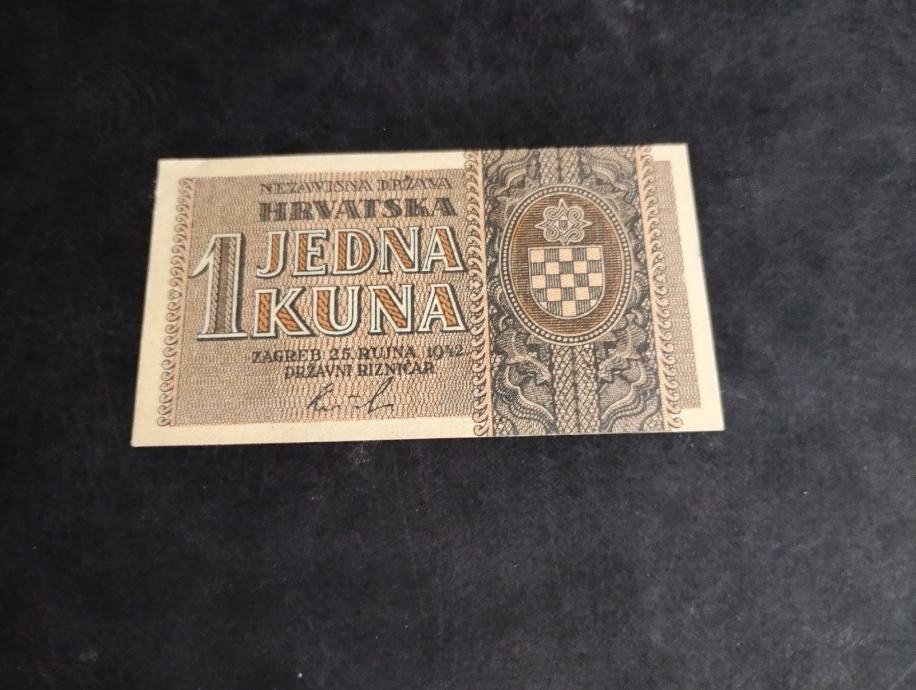 NEZAVISNA DRŽAVA
HRVATSKA
1 JEDNA
KUNA
ZAGREB 25. RUJNA 1942.
DRŽAVNI RIZNIČAR
U